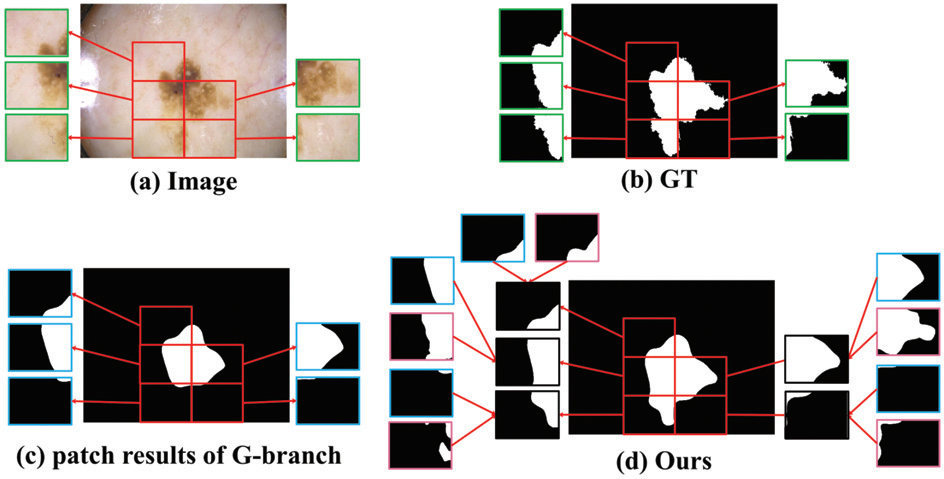 (a) Image
(b) GT
(c) patch results of G-branch
(d) Ours